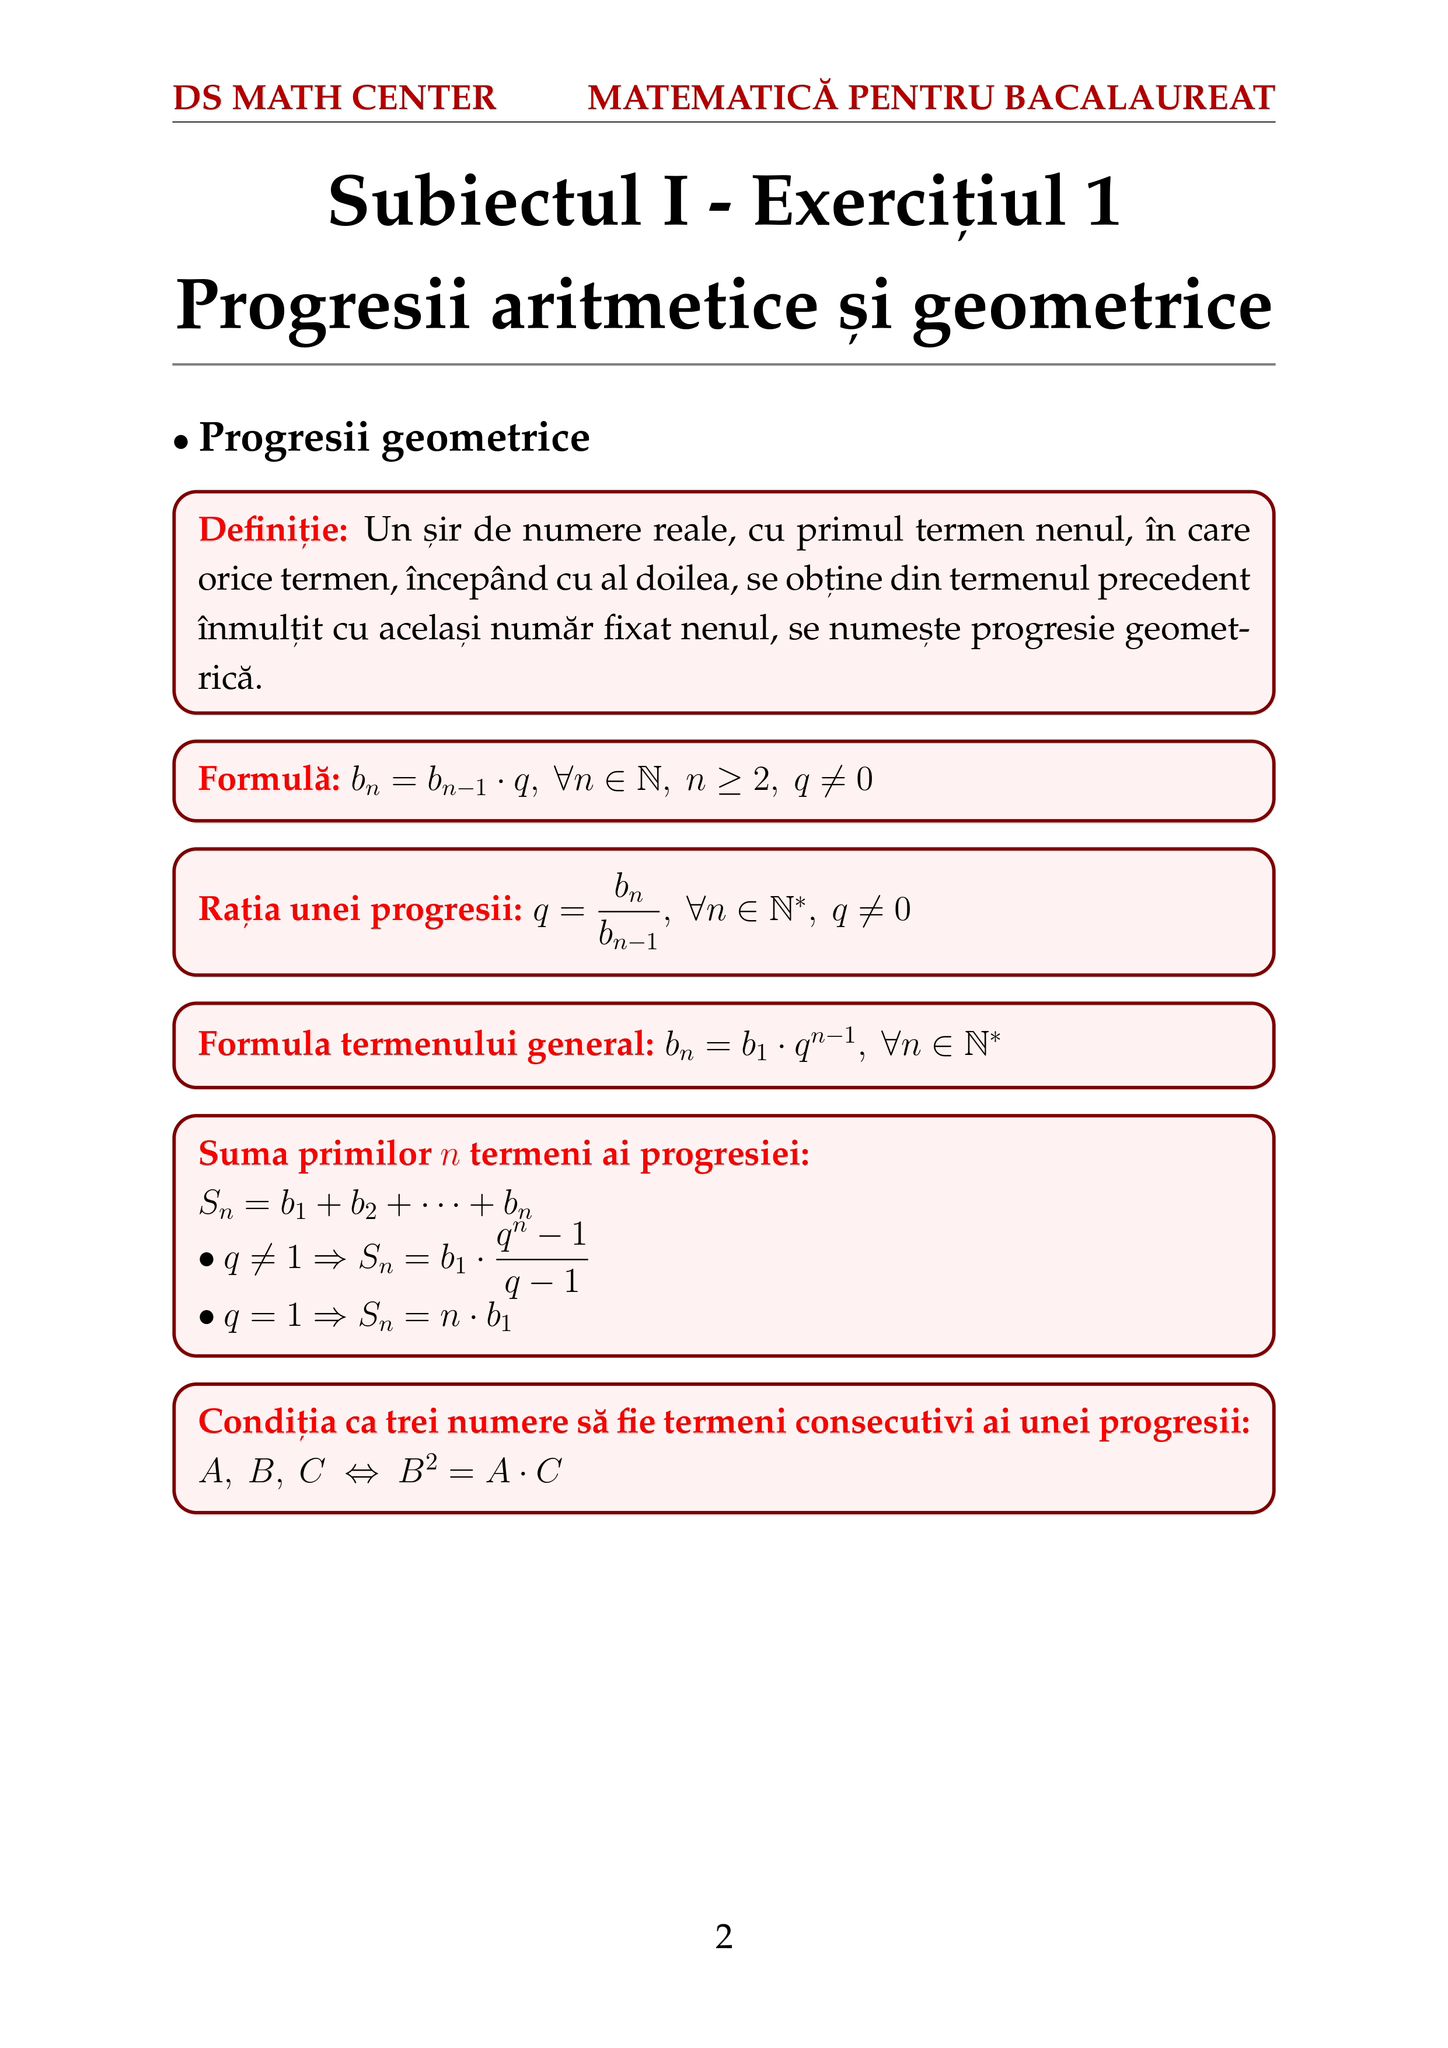 DS MATH CENTER MATEMATICĂ PENTRU BACALAUREAT
Subiectul I - Exercițiul 1
Progresii aritmetice și geometrice
• Progresii geometrice
Definiție: Un șir de numere reale, cu primul termen nenul, în care
orice termen, începând cu al doilea, se obține din termenul precedent
înmulțit cu același număr fixat nenul, se numește progresie geomet-
rică.
Formulă: $b_n = b_{n-1} \cdot q, \ \forall n \in \mathbb{N}, \ n \geq 2, \ q \neq 0$
Rația unei progresii: $q = \dfrac{b_n}{b_{n-1}}, \ \forall n \in \mathbb{N}^*, \ q \neq 0$
Formula termenului general: $b_n = b_1 \cdot q^{n-1}, \ \forall n \in \mathbb{N}^*$
Suma primilor $n$ termeni ai progresiei:
$S_n = b_1 + b_2 + \cdots + b_n$
• $q \neq 1 \Rightarrow S_n = b_1 \cdot \dfrac{q^n - 1}{q - 1}$
• $q = 1 \Rightarrow S_n = n \cdot b_1$
Condiția ca trei numere să fie termeni consecutivi ai unei progresii:
$A, \ B, \ C \ \Leftrightarrow \ B^2 = A \cdot C$
2